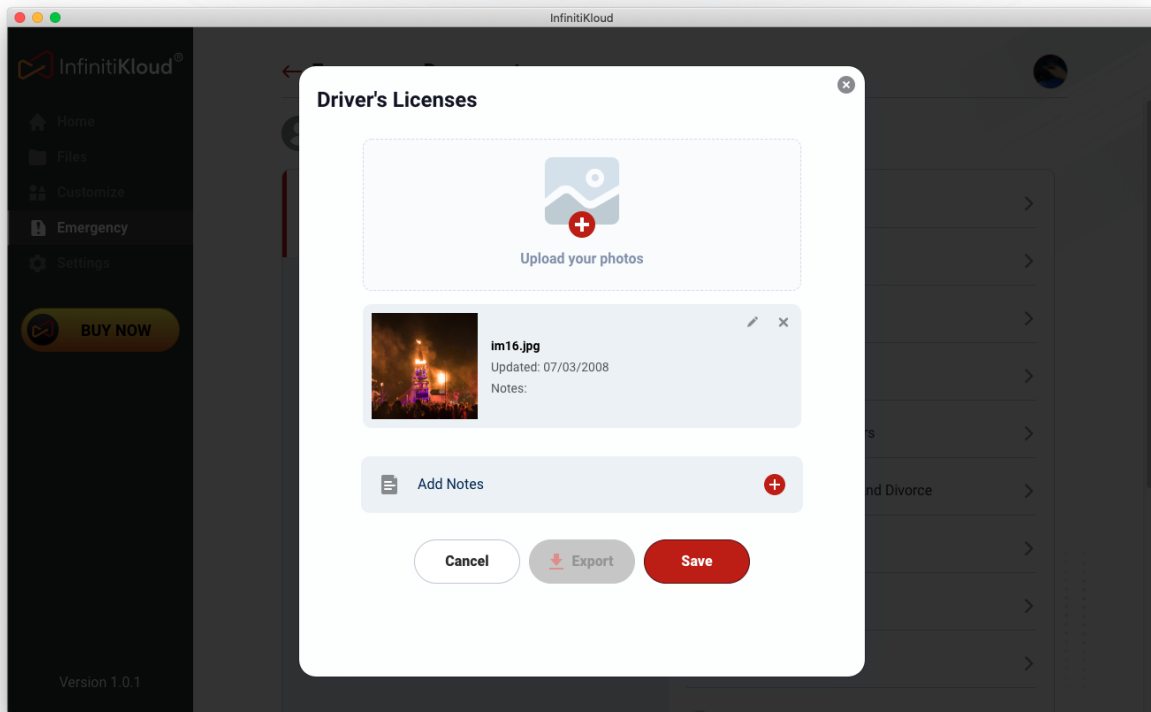 InfinitiKloud
InfinitiKloud®
Home
Files
Customize
Emergency
Settings
BUY NOW
Version 1.0.1
Driver's Licenses
Upload your photos
im16.jpg
Updated: 07/03/2008
Notes:
Add Notes
Cancel
Export
Save
nd Divorce